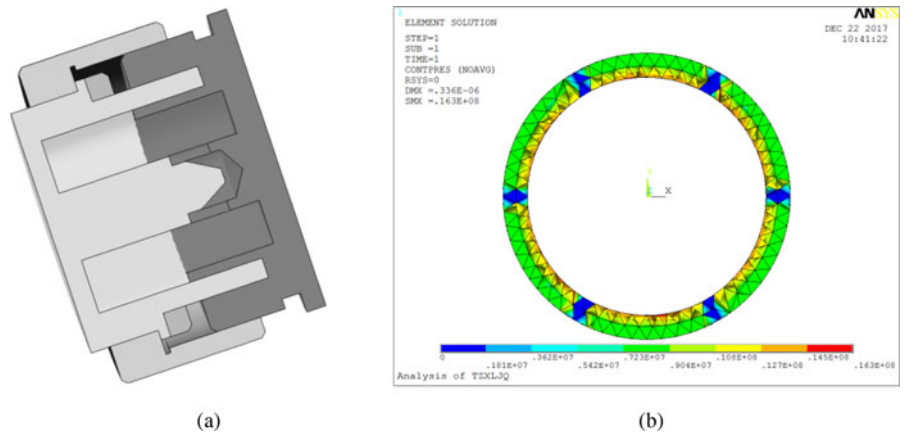 1
ANSYS
ELEMENT SOLUTION
DEC 22 2017
10:41:22
STEP=1
SUB =1
TIME=1
CONTPRES (NOAVG)
RSYS=0
DMX =.336E-06
SMX =.163E+08
Y
Z X
0 .362E+07 .723E+07 .108E+08 .145E+08
.181E+07 .542E+07 .904E+07 .127E+08 .163E+08
Analysis of TZXLJQ
(a) (b)